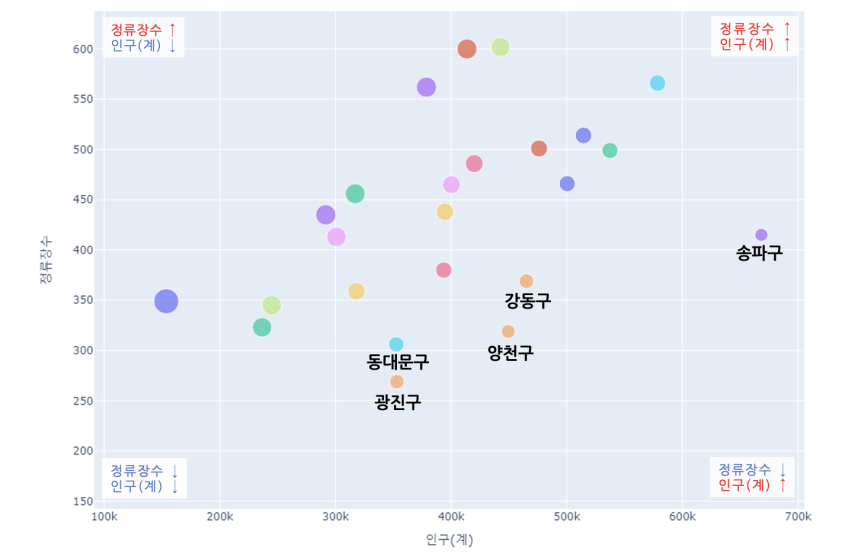 정류장수 ↑
인구(계) ↓
정류장수 ↑
인구(계) ↑
600
550
500
450
400
350
300
250
200
150
정류장수
송파구
강동구
양천구
동대문구
광진구
정류장수 ↓
인구(계) ↓
정류장수 ↓
인구(계) ↑
100k
200k
300k
400k
500k
600k
700k
인구(계)